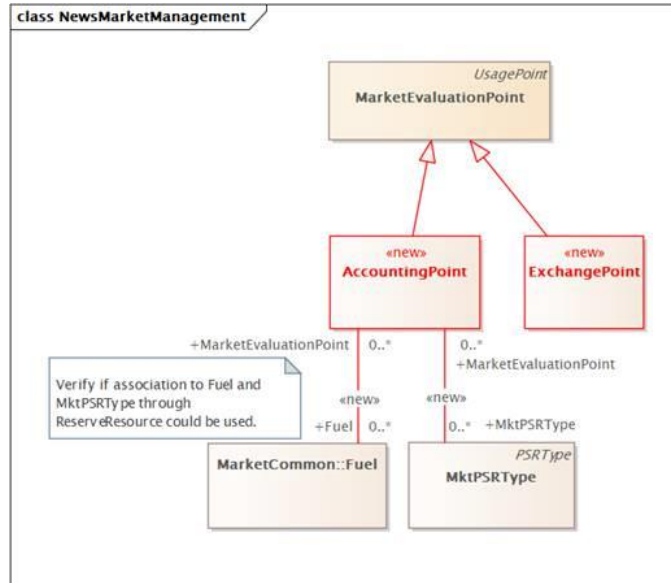 class NewsMarketManagement
UsagePoint
MarketEvaluationPoint
«new»
AccountingPoint
«new»
ExchangePoint
+MarketEvaluationPoint 0..*
0..*
+MarketEvaluationPoint
Verify if association to Fuel and
MktPSRType through
ReserveResource could be used.
«new»
«new»
+Fuel 0..*
0..* +MktPSRType
MarketCommon::Fuel
PSRType
MktPSRType